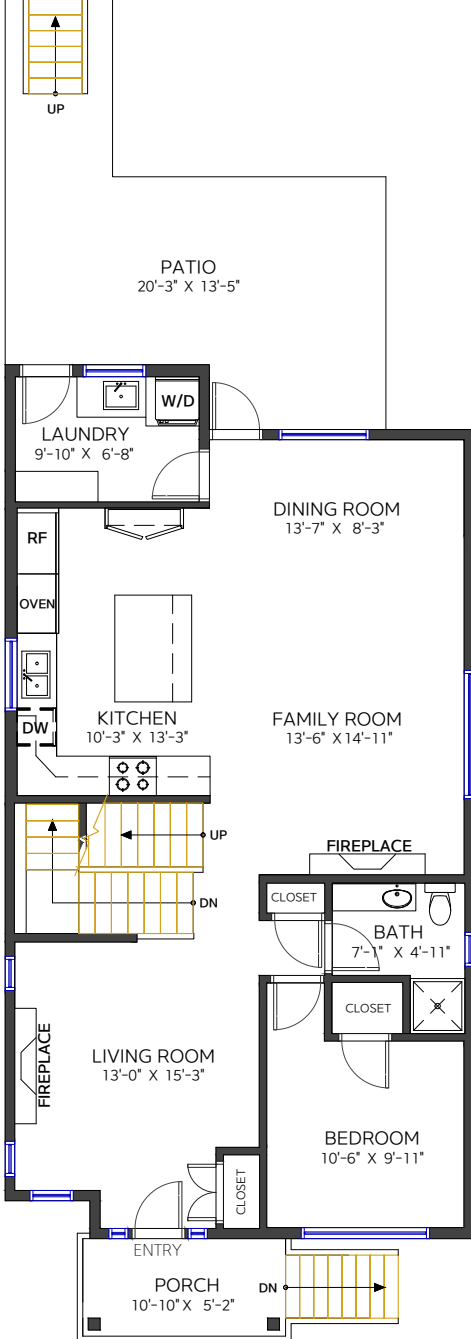 UP
PATIO
20'-3" X 13'-5"
W/D
LAUNDRY
9'-10" X 6'-8"
DINING ROOM
13'-7" X 8'-3"
RF
OVEN
DW
KITCHEN
10'-3" X 13'-3"
FAMILY ROOM
13'-6" X 14'-11"
UP
FIREPLACE
DN
CLOSET
BATH
7'-1" X 4'-11"
CLOSET
FIREPLACE
LIVING ROOM
13'-0" X 15'-3"
BEDROOM
10'-6" X 9'-11"
CLOSET
ENTRY
PORCH
10'-10" X 5'-2"
DN